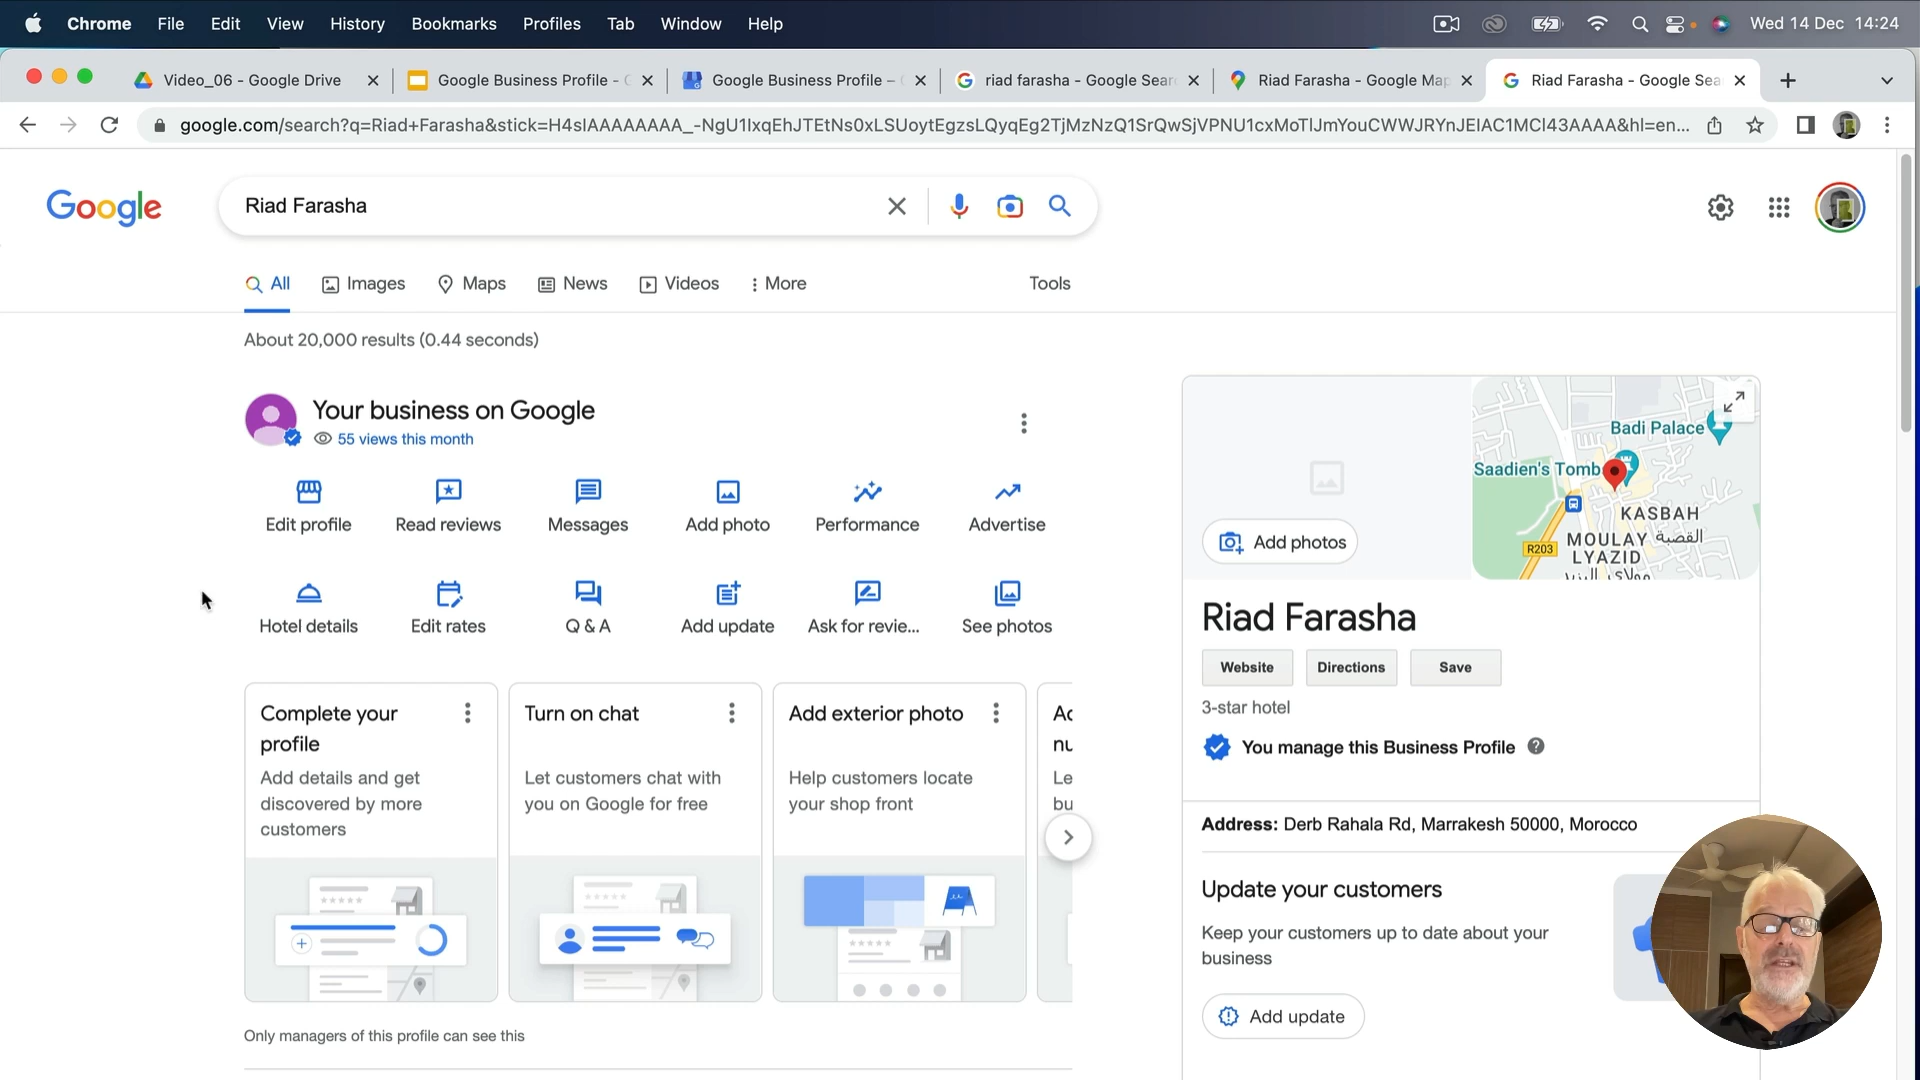 Chrome File Edit View History Bookmarks Profiles Tab Window Help
Wed 14 Dec 14:24
Video_06 - Google Drive
Google Business Profile -
Google Business Profile –
riad farasha - Google Sear
Riad Farasha - Google Map
Riad Farasha - Google Sea
google.com/search?q=Riad+Farasha&stick=H4sIAAAAAAAA_-NgU1IxqEhJTEtNs0xLSUoytEgzsLQyqEg2TjMzNzQ1SrQwSjVPNU1cxMoTlJmYouCWWJRYnJEIAC1MCl43AAAA&hl=en...
Google
Riad Farasha
All Images Maps News Videos More Tools
About 20,000 results (0.44 seconds)
Your business on Google
55 views this month
Edit profile Read reviews Messages Add photo Performance Advertise
Hotel details Edit rates Q & A Add update Ask for revie... See photos
Complete your
profile
Add details and get
discovered by more
customers
Turn on chat
Let customers chat with
you on Google for free
Add exterior photo
Help customers locate
your shop front
Ac
nu
Le
bu
Only managers of this profile can see this
Badi Palace
Saadien's Tomb
KASBAH
القصبة
MOULAY
LYAZID
R203
Add photos
Riad Farasha
Website Directions Save
3-star hotel
You manage this Business Profile
Address: Derb Rahala Rd, Marrakesh 50000, Morocco
Update your customers
Keep your customers up to date about your
business
Add update